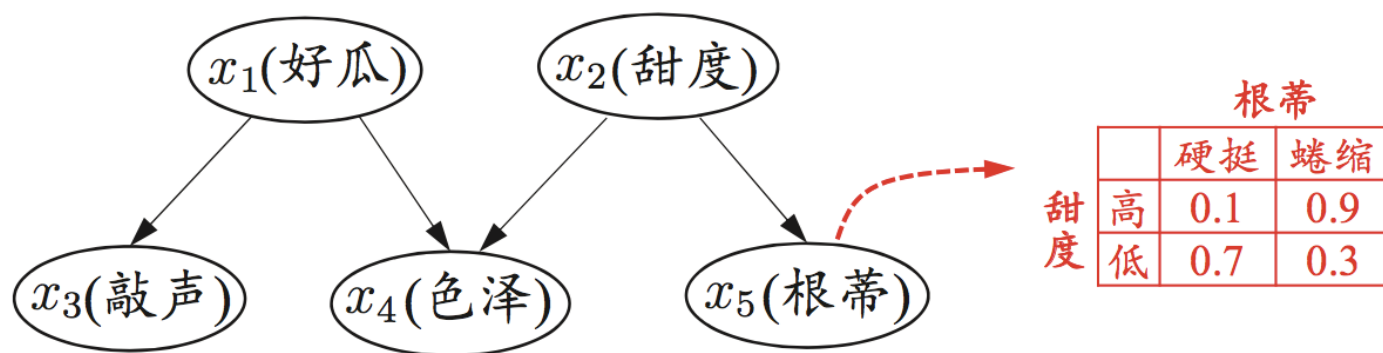 x₁(好瓜) x₂(甜度)
x₃(敲声) x₄(色泽) x₅(根蒂)
根蒂
硬挺 蜷缩
甜度
高 0.1 0.9
低 0.7 0.3